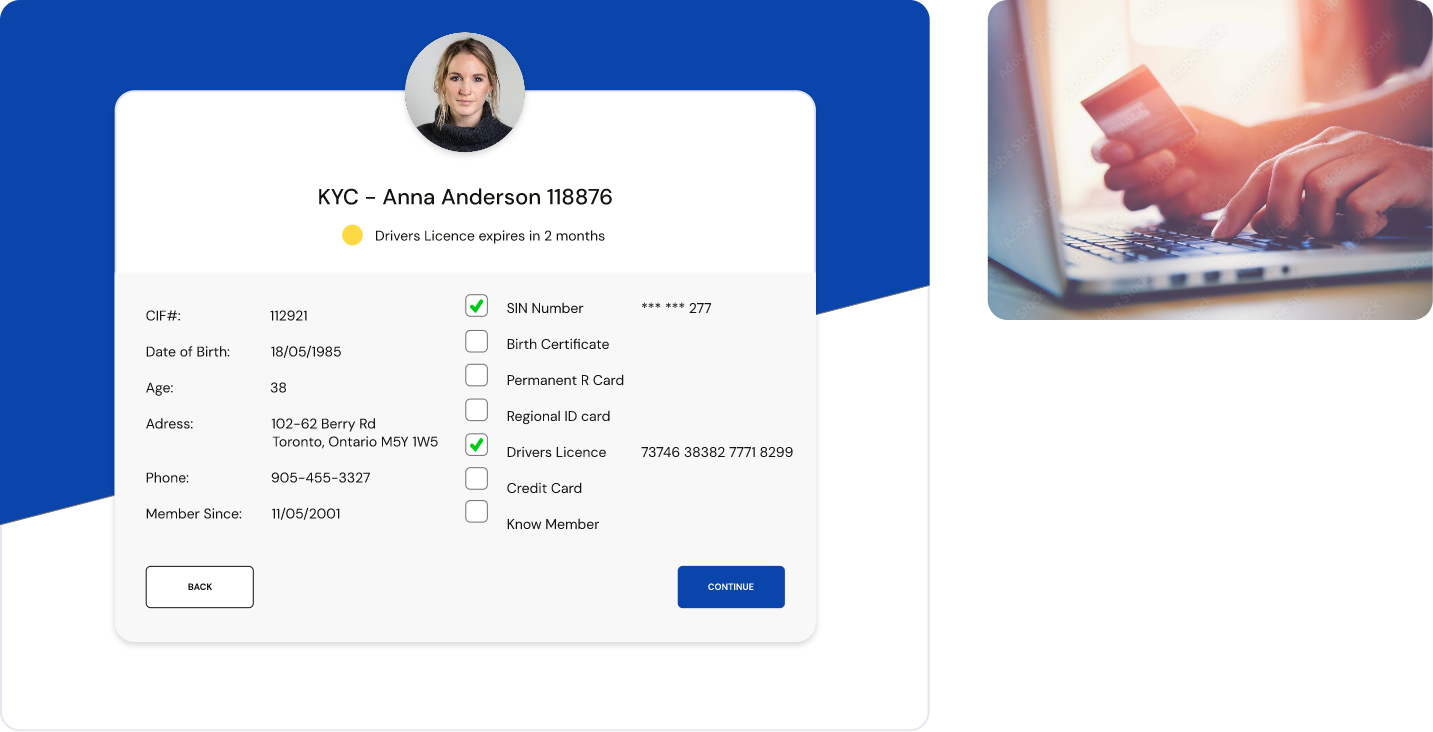 KYC - Anna Anderson 118876
Drivers Licence expires in 2 months
CIF#: 112921
Date of Birth: 18/05/1985
Age: 38
Adress: 102-62 Berry Rd
Toronto, Ontario M5Y 1W5
Phone: 905-455-3327
Member Since: 11/05/2001
SIN Number *** *** 277
Birth Certificate
Permanent R Card
Regional ID card
Drivers Licence 73746 38382 7771 8299
Credit Card
Know Member
BACK
CONTINUE
Adobe Stock